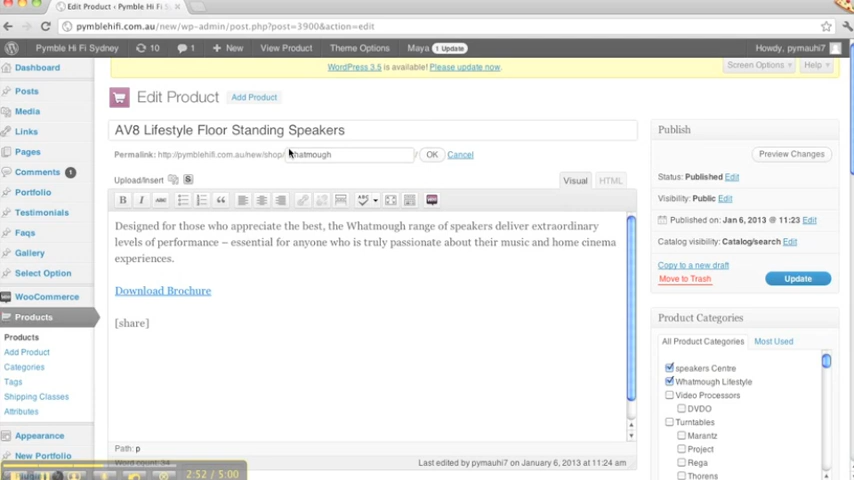 Edit Product ‹ Pymble Hi Fi
pymblehifi.com.au/new/wp-admin/post.php?post=3900&action=edit
Pymble Hi Fi Sydney 10 1 + New View Product Theme Options Maya 1 Update Howdy, pymauhi7
WordPress 3.5 is available! Please update now.
Screen Options Help
Dashboard
Posts
Media
Links
Pages
Comments 1
Portfolio
Testimonials
Faqs
Gallery
Select Option
WooCommerce
Products
Products
Add Product
Categories
Tags
Shipping Classes
Attributes
Appearance
New Portfolio
Edit Product Add Product
AV8 Lifestyle Floor Standing Speakers
Permalink: http://pymblehifi.com.au/new/shop/ whatmough / OK Cancel
Upload/Insert S Visual HTML
B I ABC “ ABC
Designed for those who appreciate the best, the Whatmough range of speakers deliver extraordinary
levels of performance – essential for anyone who is truly passionate about their music and home cinema
experiences.
Download Brochure
[share]
Path: p
Word count: 34
Last edited by pymauhi7 on January 6, 2013 at 11:24 am
2:52 / 5:00
Publish
Preview Changes
Status: Published Edit
Visibility: Public Edit
Published on: Jan 6, 2013 @ 11:23 Edit
Catalog visibility: Catalog/search Edit
Copy to a new draft
Move to Trash Update
Product Categories
All Product Categories Most Used
speakers Centre
Whatmough Lifestyle
Video Processors
DVDO
Turntables
Marantz
Project
Rega
Thorens